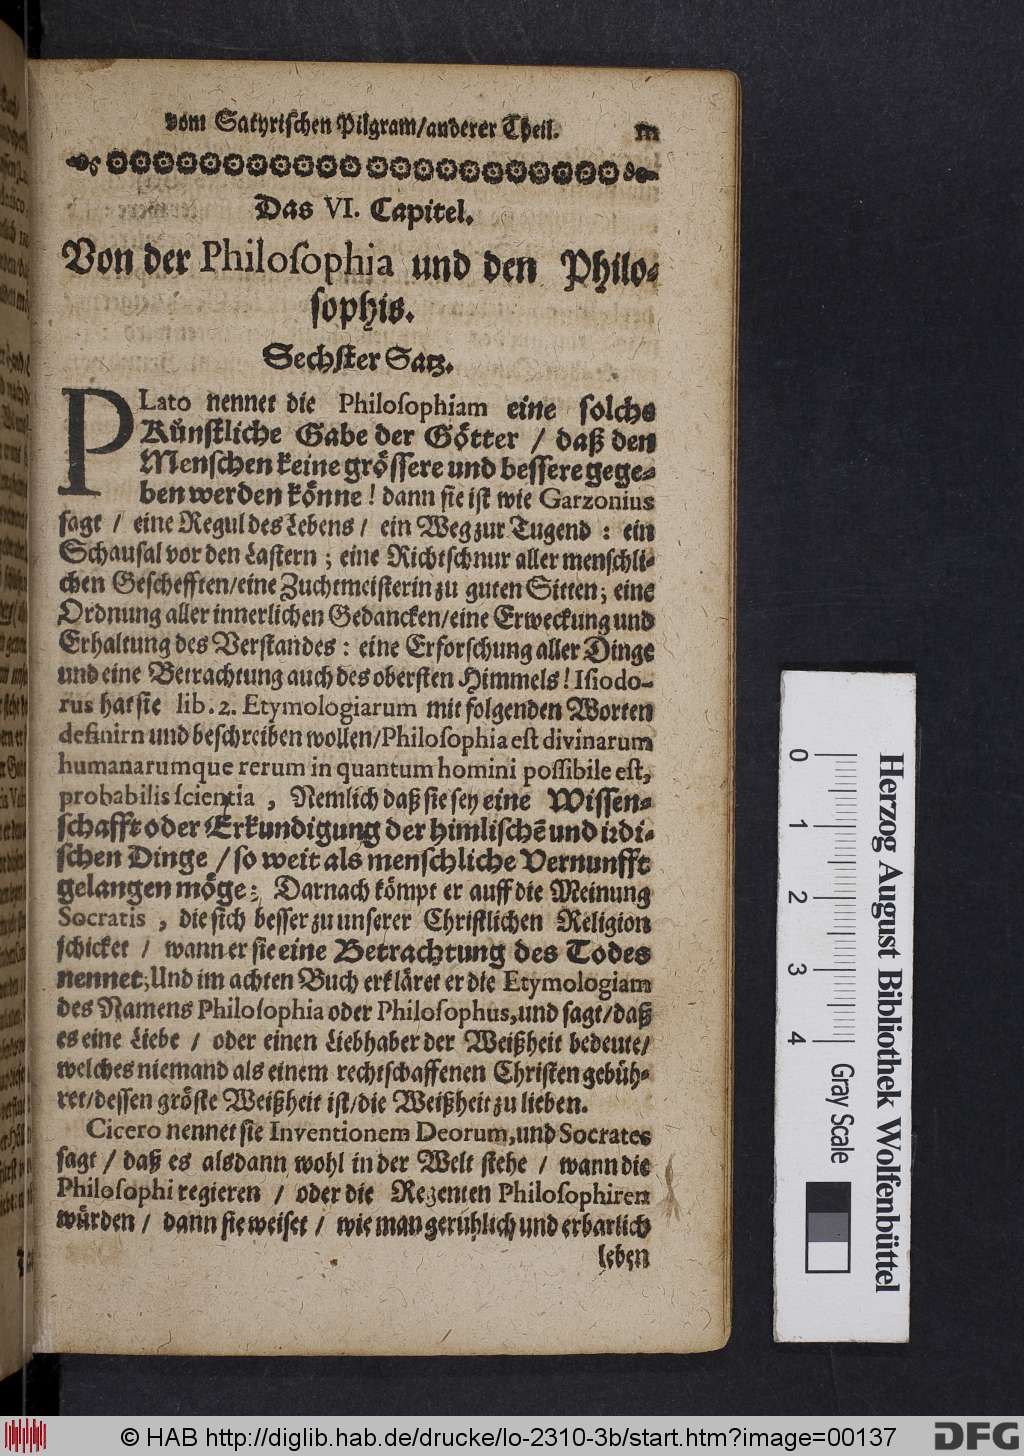 vom Satyrischen Pilgram/anderer Theil.
Das VI. Capitel.
Von der Philoſophia und den Philo-
ſophis.
Sechſter Satz.
PLato nennet die Philoſophiam eine ſolche
Künſtliche Gabe der Götter / daß den
Menſchen keine gröſſere und beſſere gege-
ben werden könne! dann ſie iſt wie Garzonius
ſagt / eine Regul des Lebens / ein Weg zur Tugend : ein
Schauſal vor den Laſtern ; eine Richtſchnur aller menſchli-
chen Geſchefften/eine Zuchtmeiſterin zu guten Sitten; eine
Ordnung aller innerlichen Gedancken/eine Erweckung und
Erhaltung des Verſtandes : eine Erforſchung aller Dinge
und eine Betrachtung auch des oberſten Himmels! Iſiodo-
rus hat ſie lib. 2. Etymologiarum mit folgenden Worten
definirn und beſchreiben wollen/Philoſophia eſt divinarum
humanarumque rerum in quantum homini poſſibile eſt,
probabilis ſcientia , Nemlich daß ſie ſey eine Wiſſen-
ſchafft oder Erkundigung der himliſchē und irdi-
ſchen Dinge / ſo weit als menſchliche Vernunfft
gelangen möge: Darnach kömpt er auff die Meinung
Socratis , die ſich beſſer zu unſerer Chriſtlichen Religion
ſchicket / wann er ſie eine Betrachtung des Todes
nennet; Und im achten Buch erkläret er die Etymologiam
des Namens Philoſophia oder Philoſophus, und ſagt/daß
es eine Liebe / oder einen Liebhaber der Weißheit bedeute/
welches niemand als einem rechtſchaffenen Chriſten gebüh-
ret/deſſen gröſte Weißheit iſt/die Weißheit zu lieben.
Cicero nennet ſie Inventionem Deorum, und Socrates
ſagt / daß es alsdann wohl in der Welt ſtehe / wann die
Philoſophi regieren / oder die Regenten Philoſophiren
würden / dann ſie weiſet / wie man geruhlich und erbarlich
leben
0 1 2 3 4
Gray Scale
Herzog August Bibliothek Wolfenbüttel
© HAB http://diglib.hab.de/drucke/lo-2310-3b/start.htm?image=00137
DFG